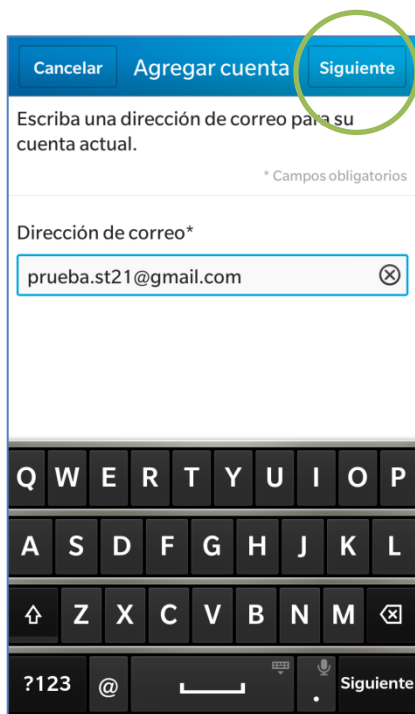 Cancelar Agregar cuenta Siguiente
Escriba una dirección de correo para su
cuenta actual.
* Campos obligatorios
Dirección de correo*
prueba.st21@gmail.com
Q W E R T Y U I O P
A S D F G H J K L
Z X C V B N M
?123 @ . Siguiente